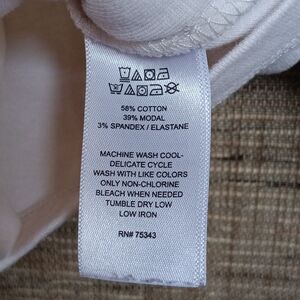 58% COTTON
39% MODAL
3% SPANDEX / ELASTANE
MACHINE WASH COOL-
DELICATE CYCLE
WASH WITH LIKE COLORS
ONLY NON-CHLORINE
BLEACH WHEN NEEDED
TUMBLE DRY LOW
LOW IRON
RN# 75343